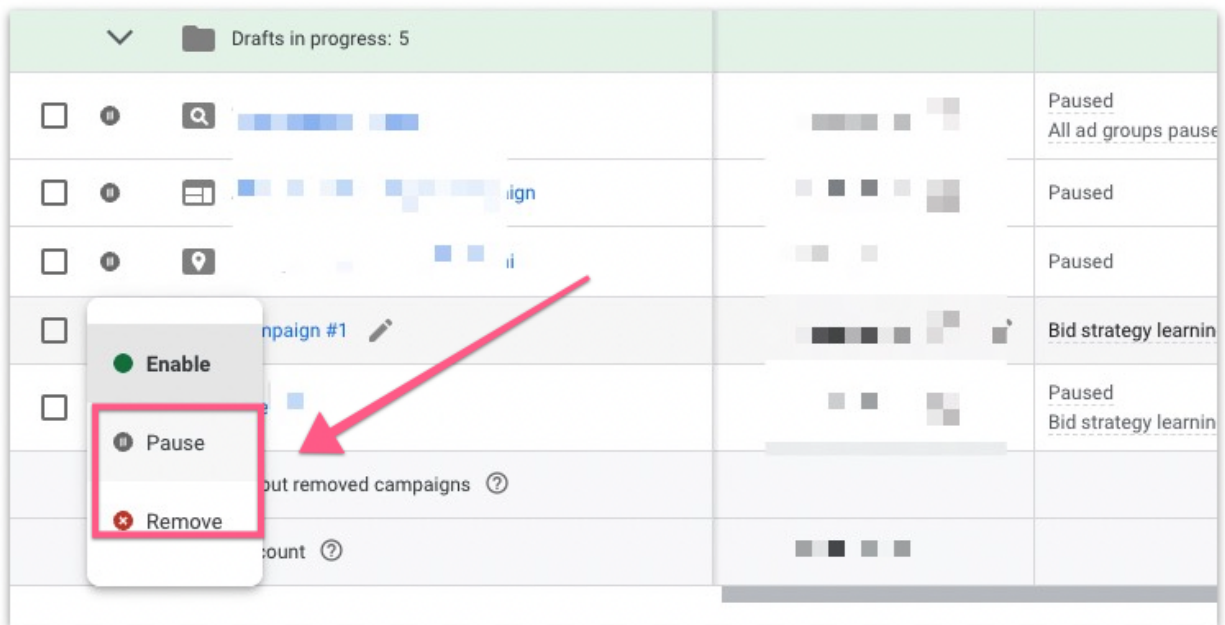 Drafts in progress: 5
Paused
All ad groups pause
ign
Paused
Paused
npaign #1
Bid strategy learnin
Enable
Paused
Bid strategy learnin
Pause
out removed campaigns
Remove
count